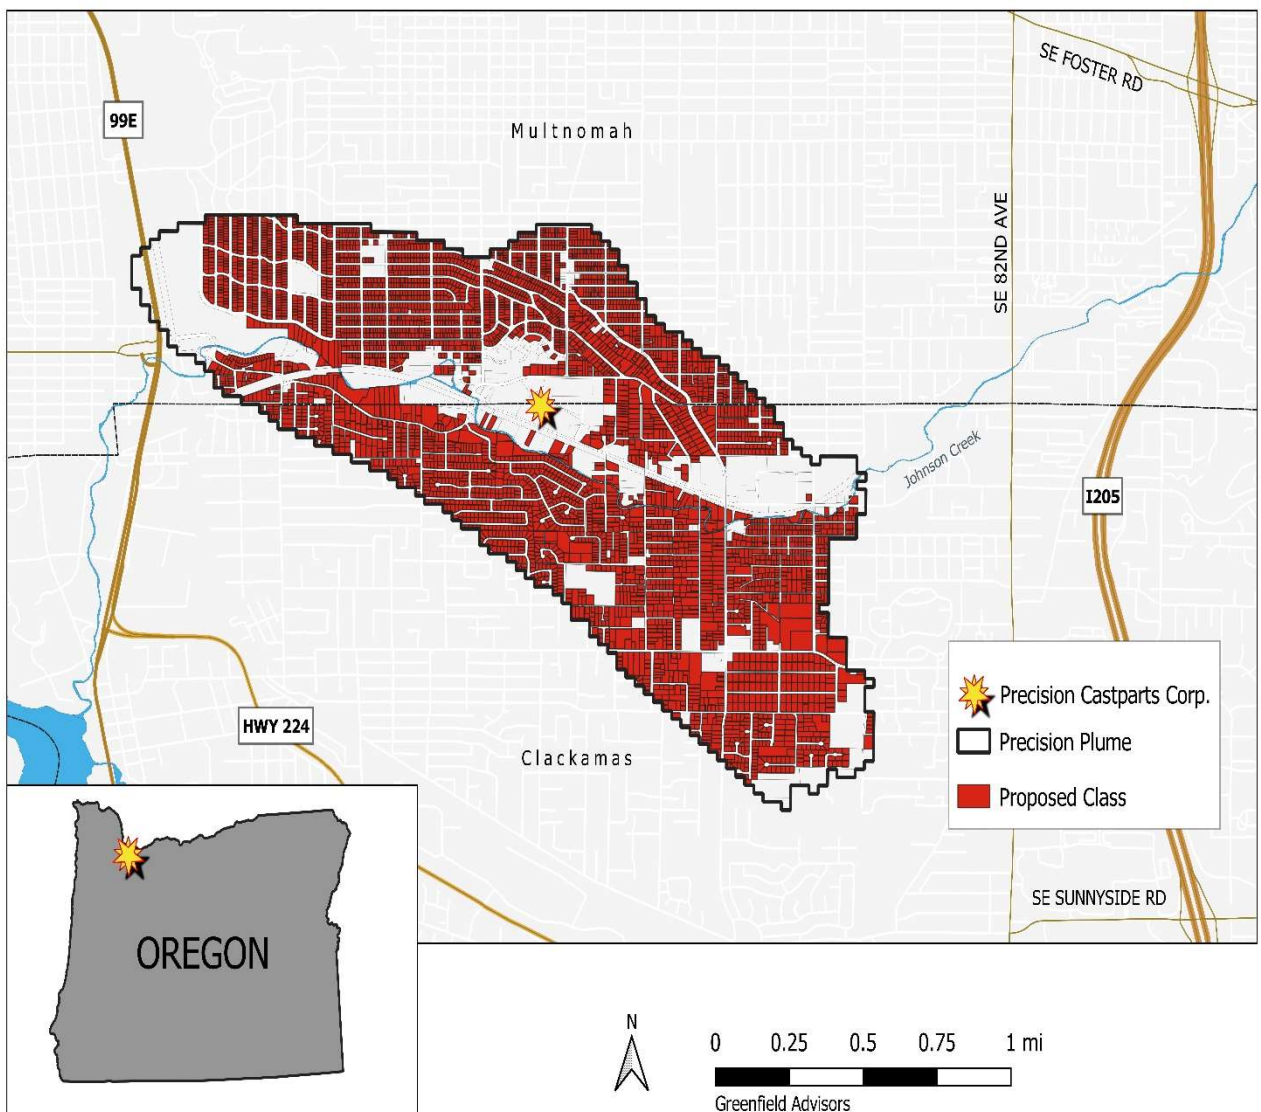 SE FOSTER RD
99E
Multnomah
SE 82ND AVE
Johnson Creek
I205
Precision Castparts Corp.
HWY 224
Precision Plume
Clackamas
Proposed Class
SE SUNNYSIDE RD
OREGON
N
0 0.25 0.5 0.75 1 mi
Greenfield Advisors